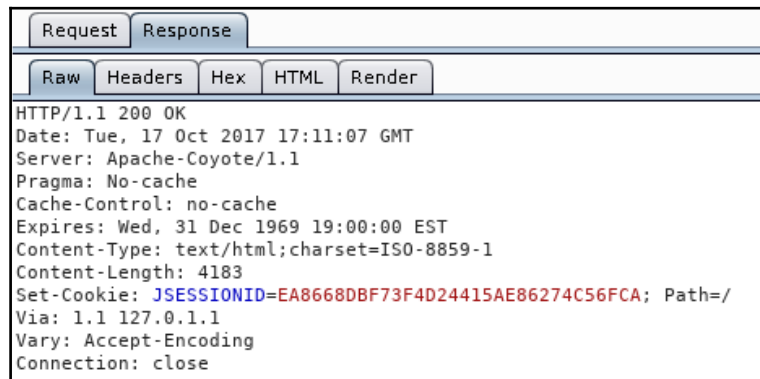 Request Response
Raw Headers Hex HTML Render
HTTP/1.1 200 OK
Date: Tue, 17 Oct 2017 17:11:07 GMT
Server: Apache-Coyote/1.1
Pragma: No-cache
Cache-Control: no-cache
Expires: Wed, 31 Dec 1969 19:00:00 EST
Content-Type: text/html;charset=ISO-8859-1
Content-Length: 4183
Set-Cookie: JSESSIONID=EA8668DBF73F4D24415AE86274C56FCA; Path=/
Via: 1.1 127.0.1.1
Vary: Accept-Encoding
Connection: close